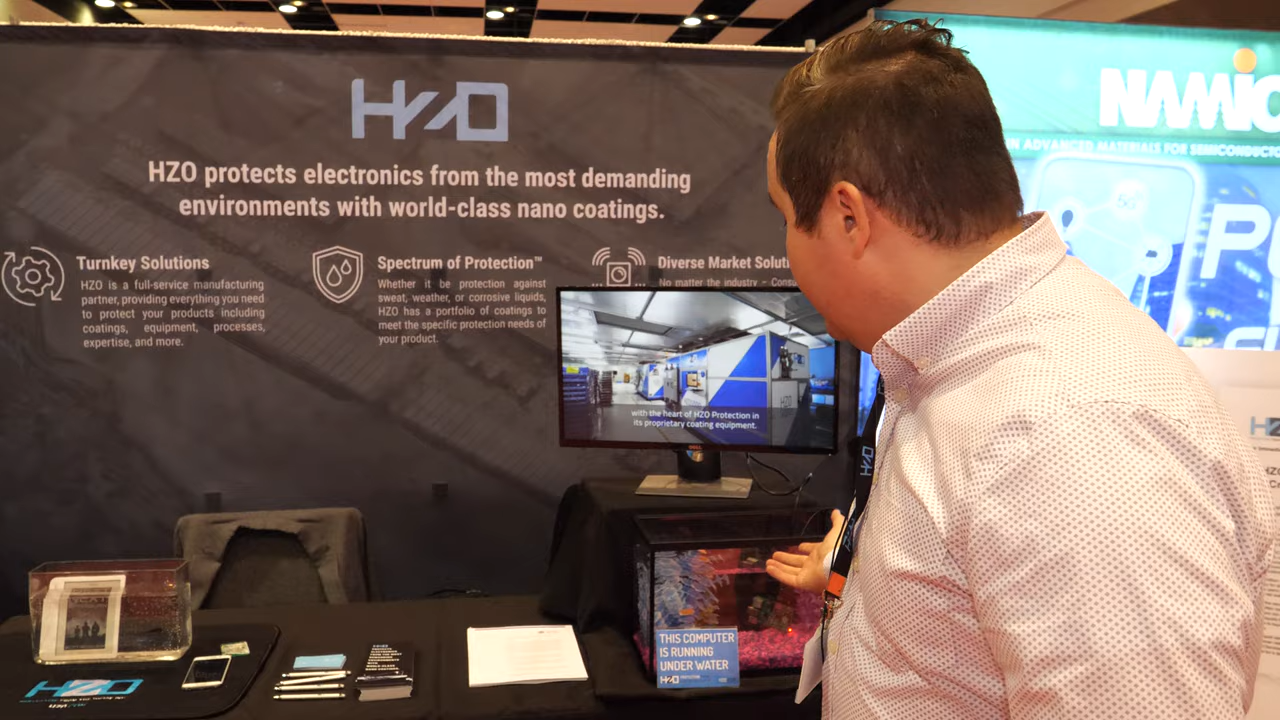 HZO
HZO protects electronics from the most demanding
environments with world-class nano coatings.
Turnkey Solutions
HZO is a full-service manufacturing
partner, providing everything you need
to protect your products including
coatings, equipment, processes,
expertise, and more.
Spectrum of Protection™
Whether it be protection against
sweat, weather, or corrosive liquids,
HZO has a portfolio of coatings to
meet the specific protection needs of
your product.
Diverse Market
No matter the industry –
NAMIC
ADVANCED MATERIALS FOR
5G
HZO
with the heart of HZO Protection in
its proprietary coating equipment.
HZO
THIS COMPUTER
IS RUNNING
UNDER WATER
HZO
HZO